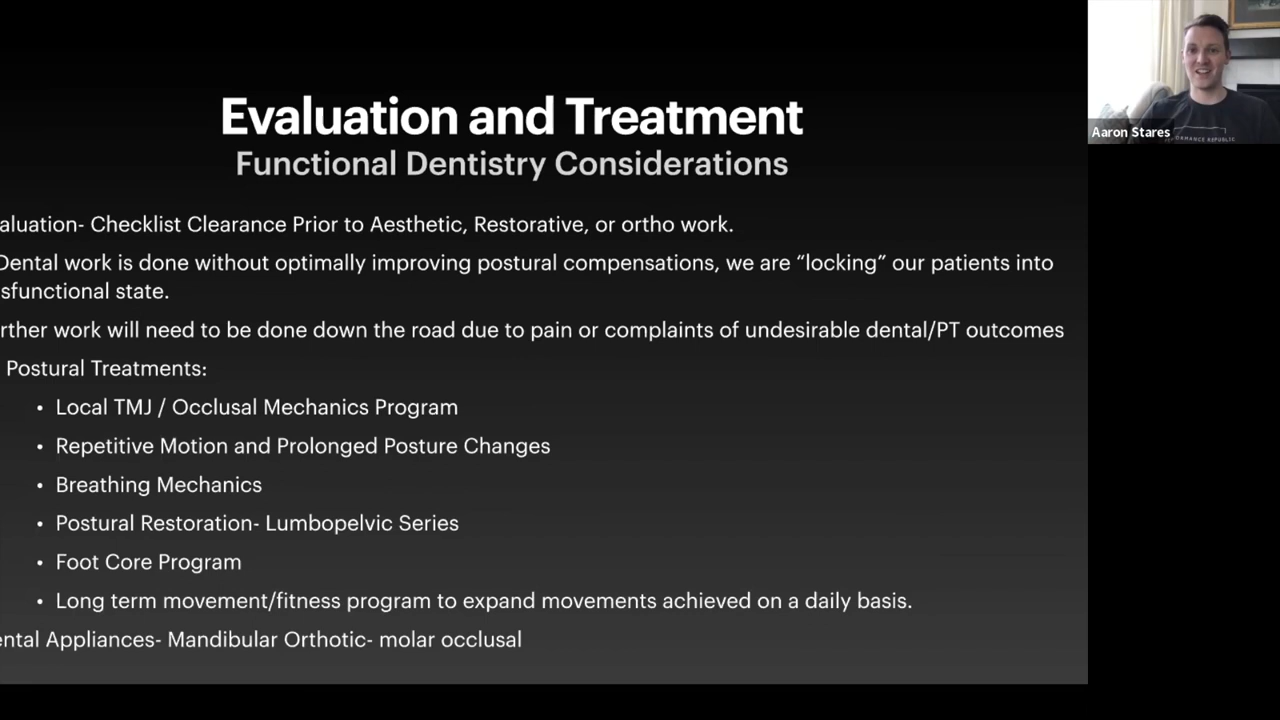 Evaluation and Treatment
Functional Dentistry Considerations
aluation- Checklist Clearance Prior to Aesthetic, Restorative, or ortho work.
Dental work is done without optimally improving postural compensations, we are “locking” our patients into
sfunctional state.
rther work will need to be done down the road due to pain or complaints of undesirable dental/PT outcomes
Postural Treatments:
• Local TMJ / Occlusal Mechanics Program
• Repetitive Motion and Prolonged Posture Changes
• Breathing Mechanics
• Postural Restoration- Lumbopelvic Series
• Foot Core Program
• Long term movement/fitness program to expand movements achieved on a daily basis.
ental Appliances- Mandibular Orthotic- molar occlusal
Aaron Stares
REPUBLIC